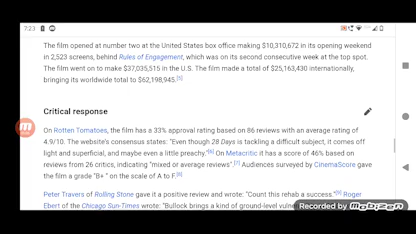 7:23
The film opened at number two at the United States box office making $10,310,672 in its opening weekend
in 2,523 screens, behind Rules of Engagement, which was on its second consecutive week at the top spot.
The film went on to make $37,035,515 in the U.S. The film made a total of $25,163,430 internationally,
bringing its worldwide total to $62,198,945.[5]
Critical response
On Rotten Tomatoes, the film has a 33% approval rating based on 86 reviews with an average rating of
4.9/10. The website's consensus states: "Even though 28 Days is tackling a difficult subject, it comes off
light and superficial, and maybe even a little preachy."[6] On Metacritic it has a score of 46% based on
reviews from 26 critics, indicating "mixed or average reviews".[7] Audiences surveyed by CinemaScore gave
the film a grade "B+ " on the scale of A to F.[8]
Peter Travers of Rolling Stone gave it a positive review and wrote: "Count this rehab a success."[9] Roger
Ebert of the Chicago Sun-Times wrote: "Bullock brings a kind of ground-level vulne
Recorded by Mobizen